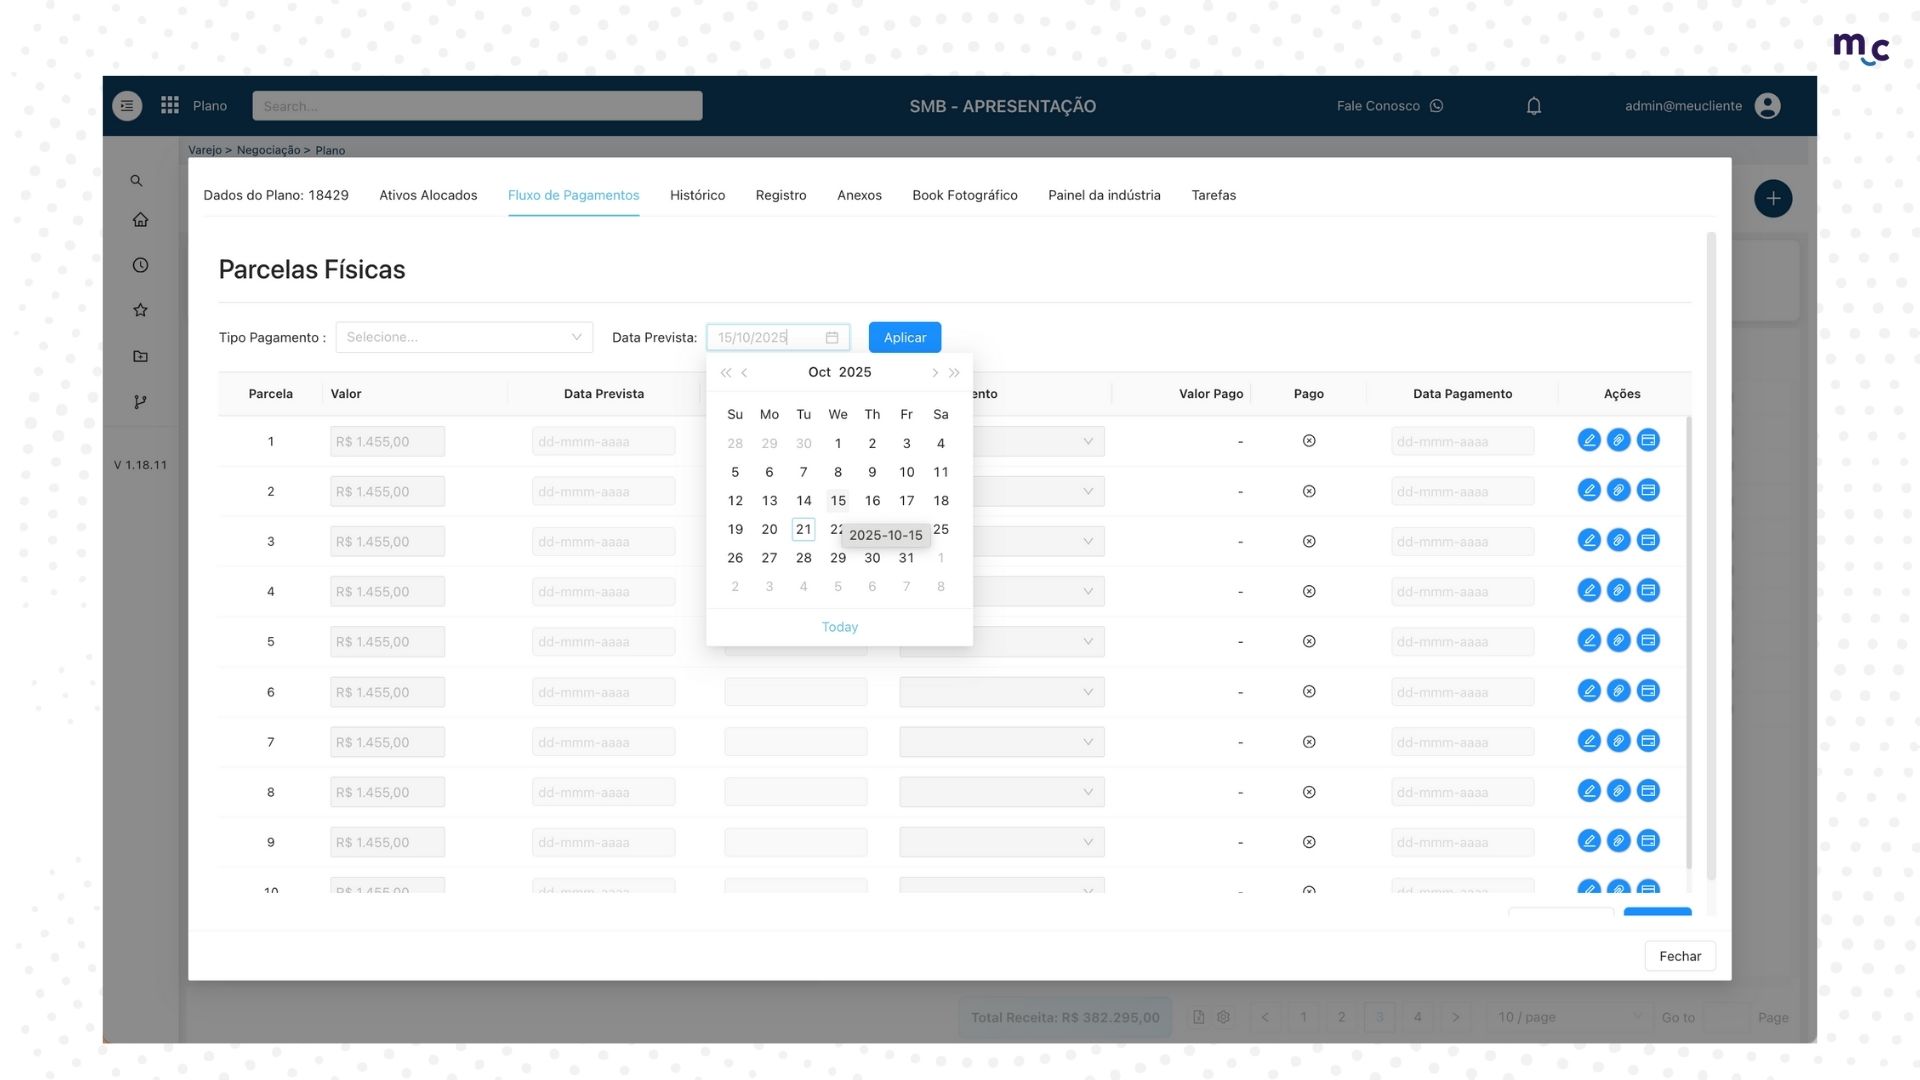 mc
Plano
Search...
SMB - APRESENTAÇÃO
Fale Conosco
admin@meucliente
Varejo > Negociação > Plano
Dados do Plano: 18429
Ativos Alocados
Fluxo de Pagamentos
Histórico
Registro
Anexos
Book Fotográfico
Painel da indústria
Tarefas
Parcelas Físicas
Tipo Pagamento :
Selecione...
Data Prevista:
15/10/2025
Aplicar
Oct 2025
Su Mo Tu We Th Fr Sa
28 29 30 1 2 3 4
5 6 7 8 9 10 11
12 13 14 15 16 17 18
19 20 21 22 25
2025-10-15
26 27 28 29 30 31 1
2 3 4 5 6 7 8
Today
Parcela Valor Data Prevista ento Valor Pago Pago Data Pagamento Ações
1 R$ 1.455,00 dd-mmm-aaaa - dd-mmm-aaaa
2 R$ 1.455,00 dd-mmm-aaaa - dd-mmm-aaaa
3 R$ 1.455,00 dd-mmm-aaaa - dd-mmm-aaaa
4 R$ 1.455,00 dd-mmm-aaaa - dd-mmm-aaaa
5 R$ 1.455,00 dd-mmm-aaaa - dd-mmm-aaaa
6 R$ 1.455,00 dd-mmm-aaaa - dd-mmm-aaaa
7 R$ 1.455,00 dd-mmm-aaaa - dd-mmm-aaaa
8 R$ 1.455,00 dd-mmm-aaaa - dd-mmm-aaaa
9 R$ 1.455,00 dd-mmm-aaaa - dd-mmm-aaaa
10 R$ 1.455,00 dd-mmm-aaaa - dd-mmm-aaaa
V 1.18.11
Fechar
Total Receita: R$ 382.295,00
< 1 2 3 4 >
10 / page
Go to
Page